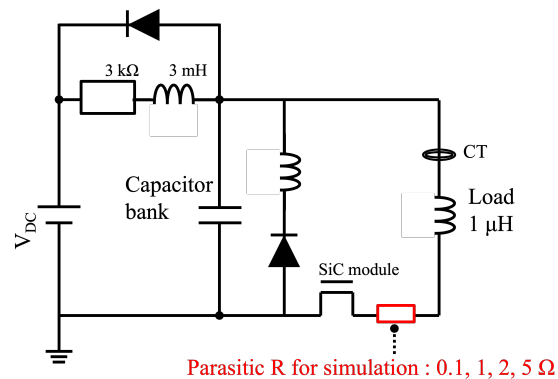 3 kΩ
3 mH
CT
Capacitor
bank
Load
1 μH
V_DC
SiC module
Parasitic R for simulation : 0.1, 1, 2, 5 Ω